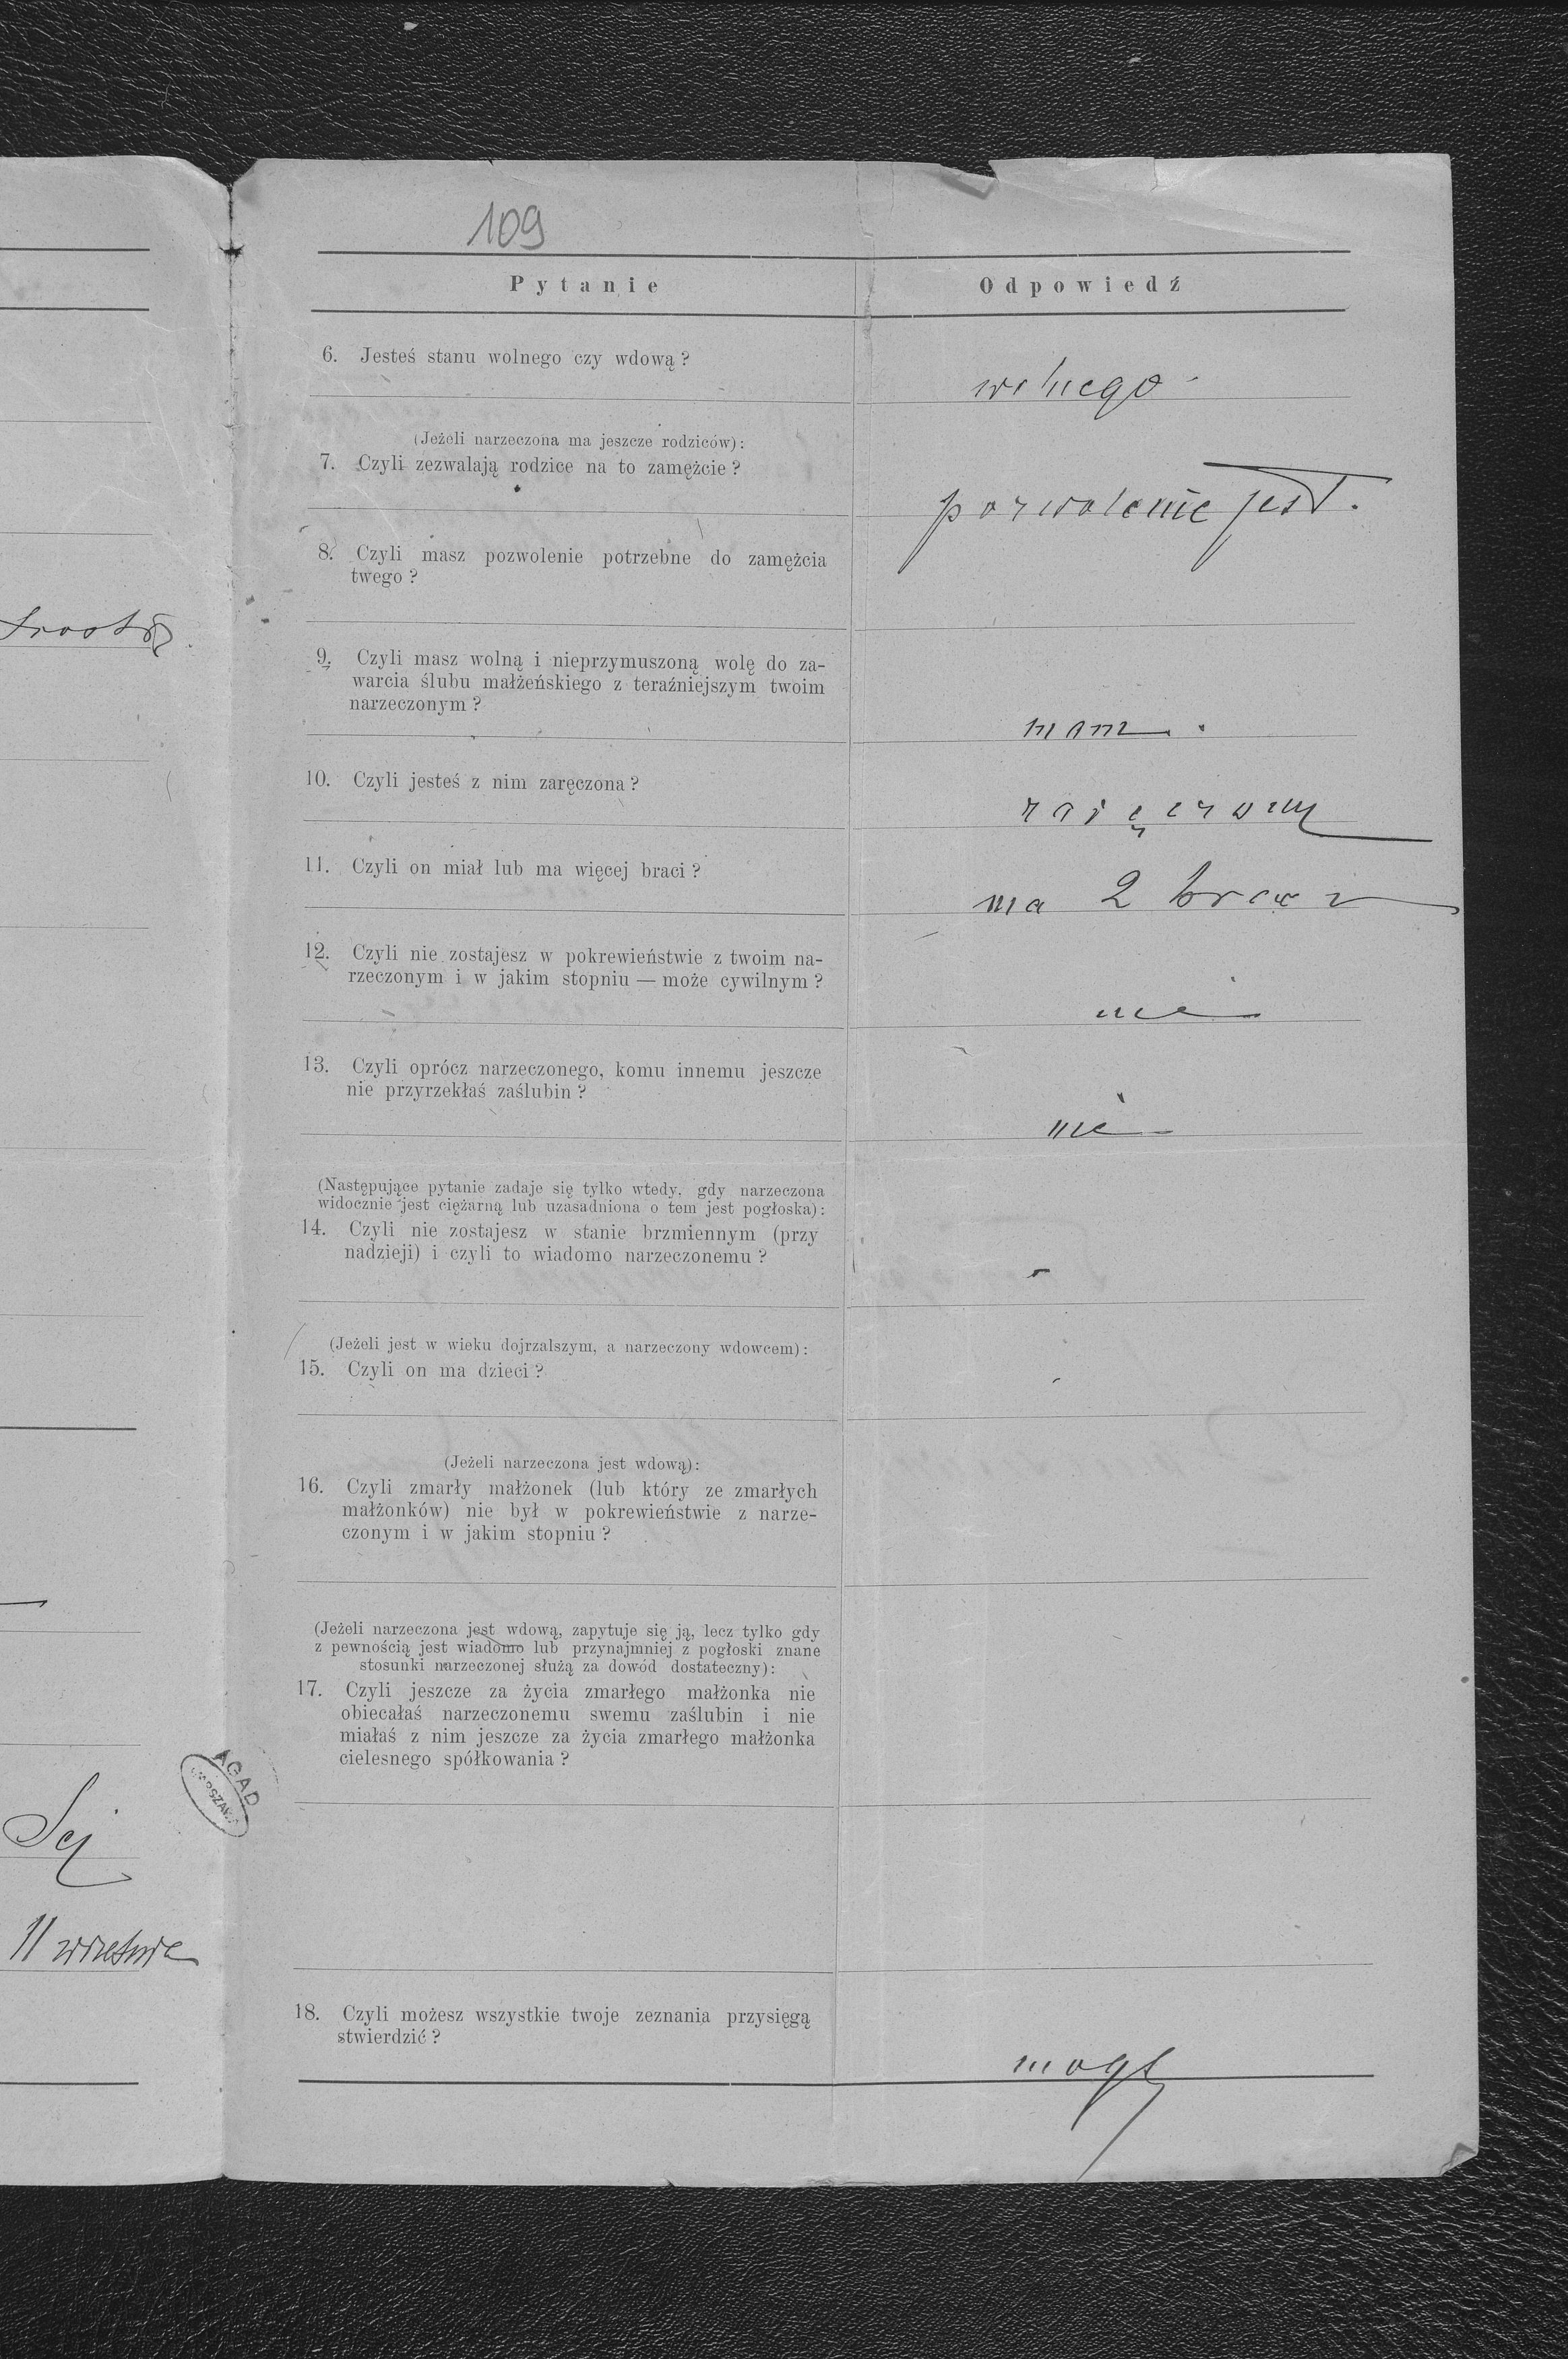 109
Pytanie
Odpowiedź
6. Jesteś stanu wolnego czy wdową?
wolnego
(Jeżeli narzeczona ma jeszcze rodziców):
7. Czyli zezwalają rodzice na to zamężcie?
pozwolenie jest.
8. Czyli masz pozwolenie potrzebne do zamężcia
twego?
9. Czyli masz wolną i nieprzymuszoną wolę do za-
warcia ślubu małżeńskiego z teraźniejszym twoim
narzeczonym?
mam.
10. Czyli jesteś z nim zaręczona?
11. Czyli on miał lub ma więcej braci?
ma 2 braci
12. Czyli nie zostajesz w pokrewieństwie z twoim na-
rzeczonym i w jakim stopniu — może cywilnym?
nie
13. Czyli oprócz narzeczonego, komu innemu jeszcze
nie przyrzekłaś zaślubin?
nie
(Następujące pytanie zadaje się tylko wtedy, gdy narzeczona
widocznie jest ciężarną lub uzasadniona o tem jest pogłoska):
14. Czyli nie zostajesz w stanie brzmiennym (przy
nadzieji) i czyli to wiadomo narzeczonemu?
(Jeżeli jest w wieku dojrzalszym, a narzeczony wdowcem):
15. Czyli on ma dzieci?
(Jeżeli narzeczona jest wdową):
16. Czyli zmarły małżonek (lub który ze zmarłych
małżonków) nie był w pokrewieństwie z narze-
czonym i w jakim stopniu?
(Jeżeli narzeczona jest wdową, zapytuje się ją, lecz tylko gdy
z pewnością jest wiadomo lub przynajmniej z pogłoski znane
stosunki narzeczonej służą za dowód dostateczny):
17. Czyli jeszcze za życia zmarłego małżonka nie
obiecałaś narzeczonemu swemu zaślubin i nie
miałaś z nim jeszcze za życia zmarłego małżonka
cielesnego spółkowania?
AGAD
WARSZAWA
11
18. Czyli możesz wszystkie twoje zeznania przysięgą
stwierdzić?
mogę